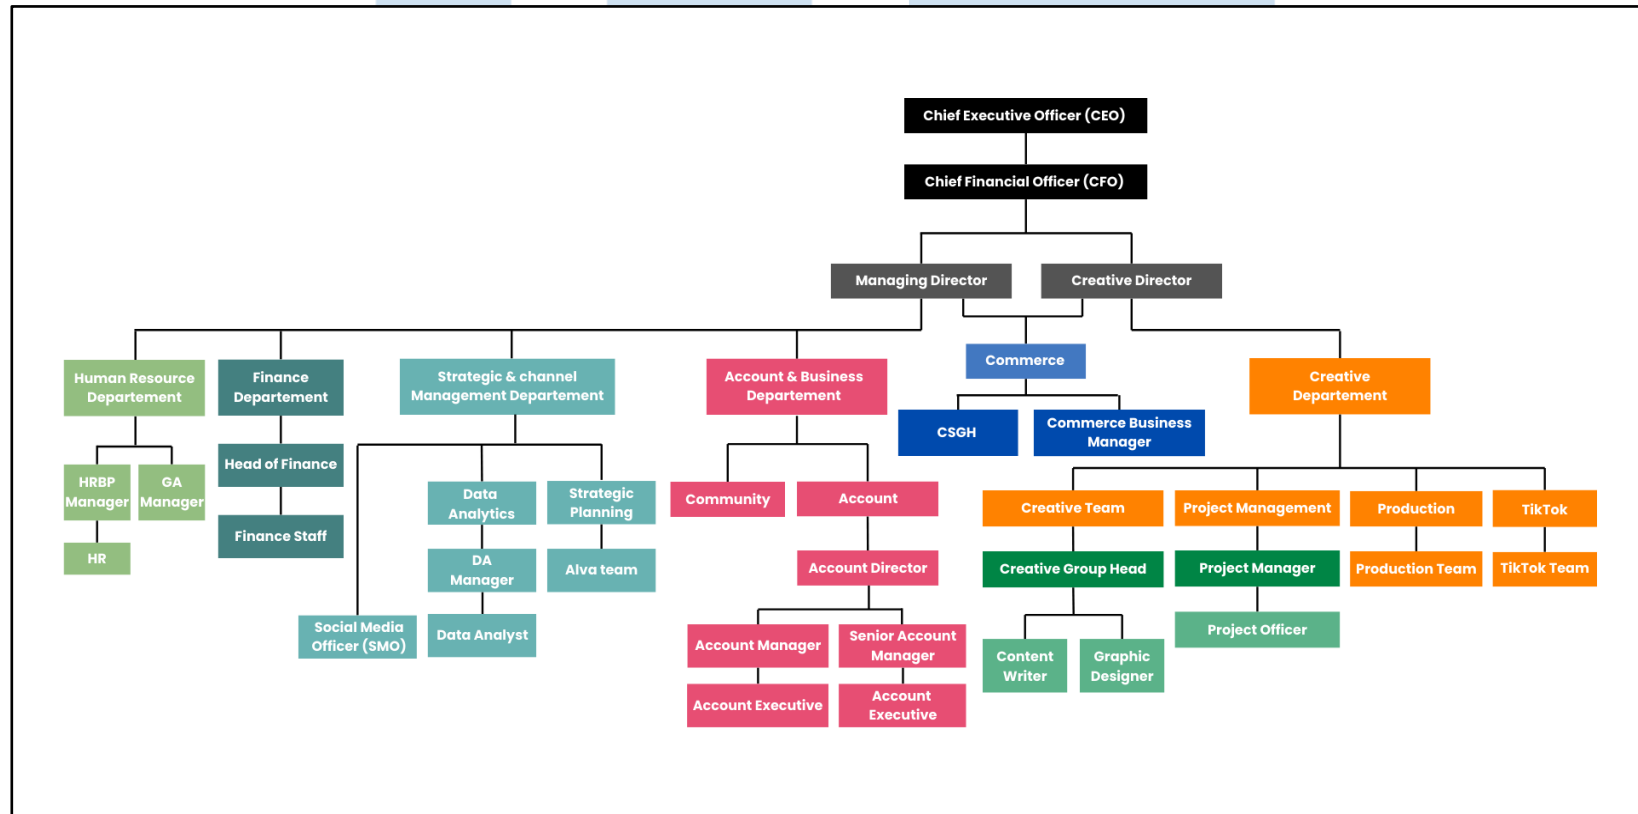 Chief Executive Officer (CEO)
Chief Financial Officer (CFO)
Managing Director
Creative Director
Human Resource
Departement
Finance
Departement
Strategic & channel
Management Departement
Account & Business
Departement
Commerce
Creative
Departement
CSGH
Commerce Business
Manager
HRBP
Manager
GA
Manager
HR
Head of Finance
Finance Staff
Data
Analytics
Strategic
Planning
DA
Manager
Alva team
Social Media
Officer (SMO)
Data Analyst
Community
Account
Account Director
Account Manager
Senior Account
Manager
Account Executive
Account
Executive
Creative Team
Project Management
Production
TikTok
Creative Group Head
Project Manager
Production Team
TikTok Team
Project Officer
Content
Writer
Graphic
Designer